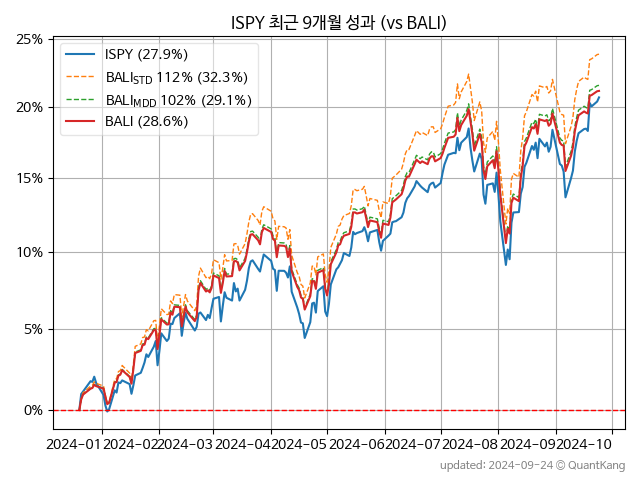 ISPY 최근 9개월 성과 (vs BALI)
25%
20%
15%
10%
5%
0%
ISPY (27.9%)
BALISTD 112% (32.3%)
BALIMDD 102% (29.1%)
BALI (28.6%)
2024-01 2024-02 2024-03 2024-04 2024-05 2024-06 2024-07 2024-08 2024-09 2024-10
updated: 2024-09-24 @ QuantKang